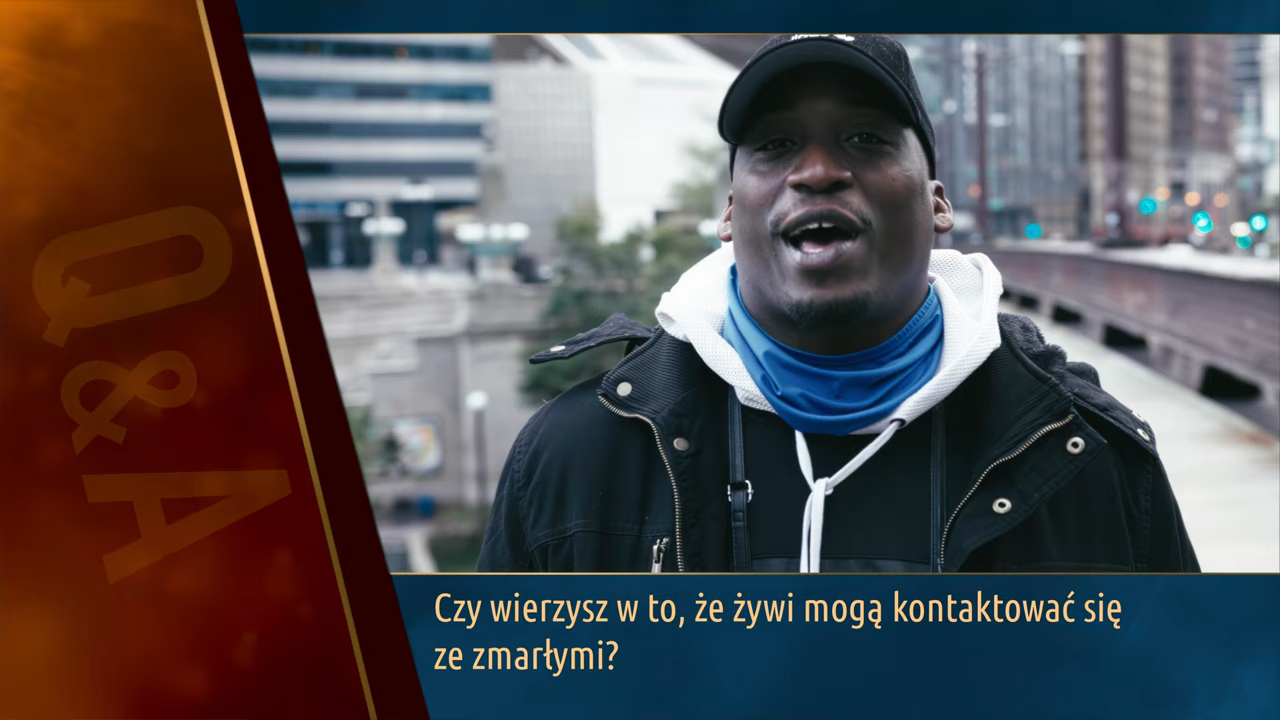 Q&A
Czy wierzysz w to, że żywi mogą kontaktować się
ze zmarłymi?